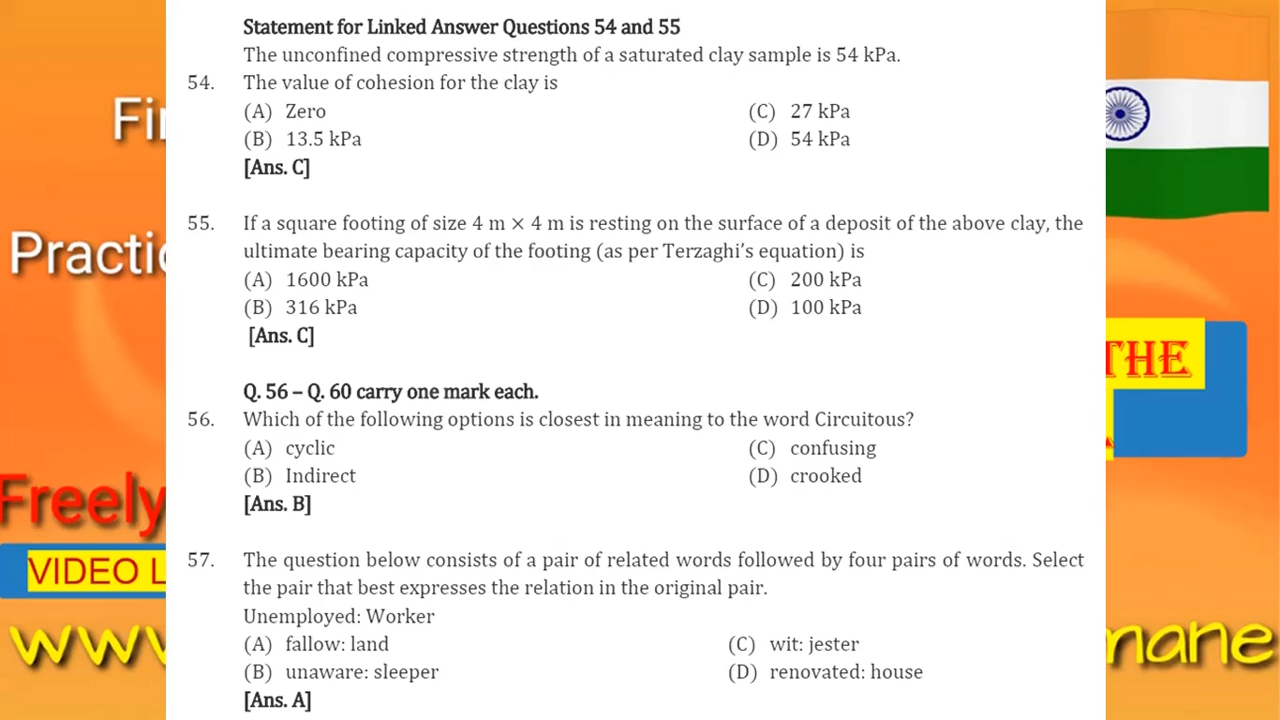 Statement for Linked Answer Questions 54 and 55
The unconfined compressive strength of a saturated clay sample is 54 kPa.
54. The value of cohesion for the clay is
(A) Zero (C) 27 kPa
(B) 13.5 kPa (D) 54 kPa
[Ans. C]
55. If a square footing of size 4 m × 4 m is resting on the surface of a deposit of the above clay, the
ultimate bearing capacity of the footing (as per Terzaghi’s equation) is
(A) 1600 kPa (C) 200 kPa
(B) 316 kPa (D) 100 kPa
[Ans. C]
Q. 56 – Q. 60 carry one mark each.
56. Which of the following options is closest in meaning to the word Circuitous?
(A) cyclic (C) confusing
(B) Indirect (D) crooked
[Ans. B]
57. The question below consists of a pair of related words followed by four pairs of words. Select
the pair that best expresses the relation in the original pair.
Unemployed: Worker
(A) fallow: land (C) wit: jester
(B) unaware: sleeper (D) renovated: house
[Ans. A]
Freely
VIDEO
THE